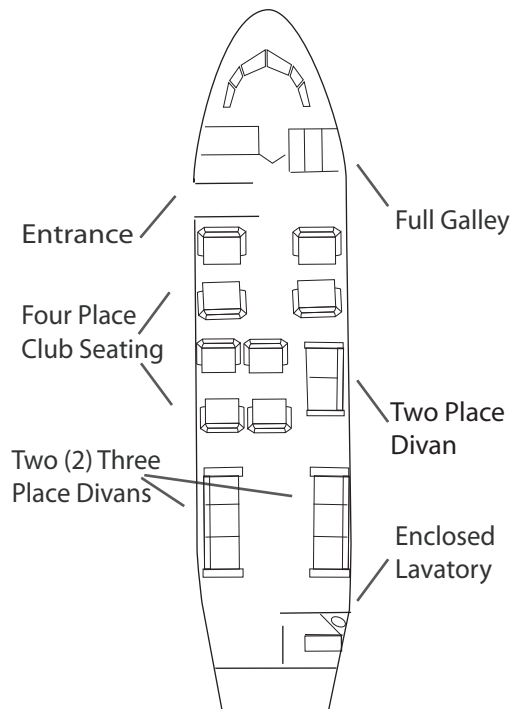 Full Galley
Entrance
Four Place
Club Seating
Two Place
Divan
Two (2) Three
Place Divans
Enclosed
Lavatory